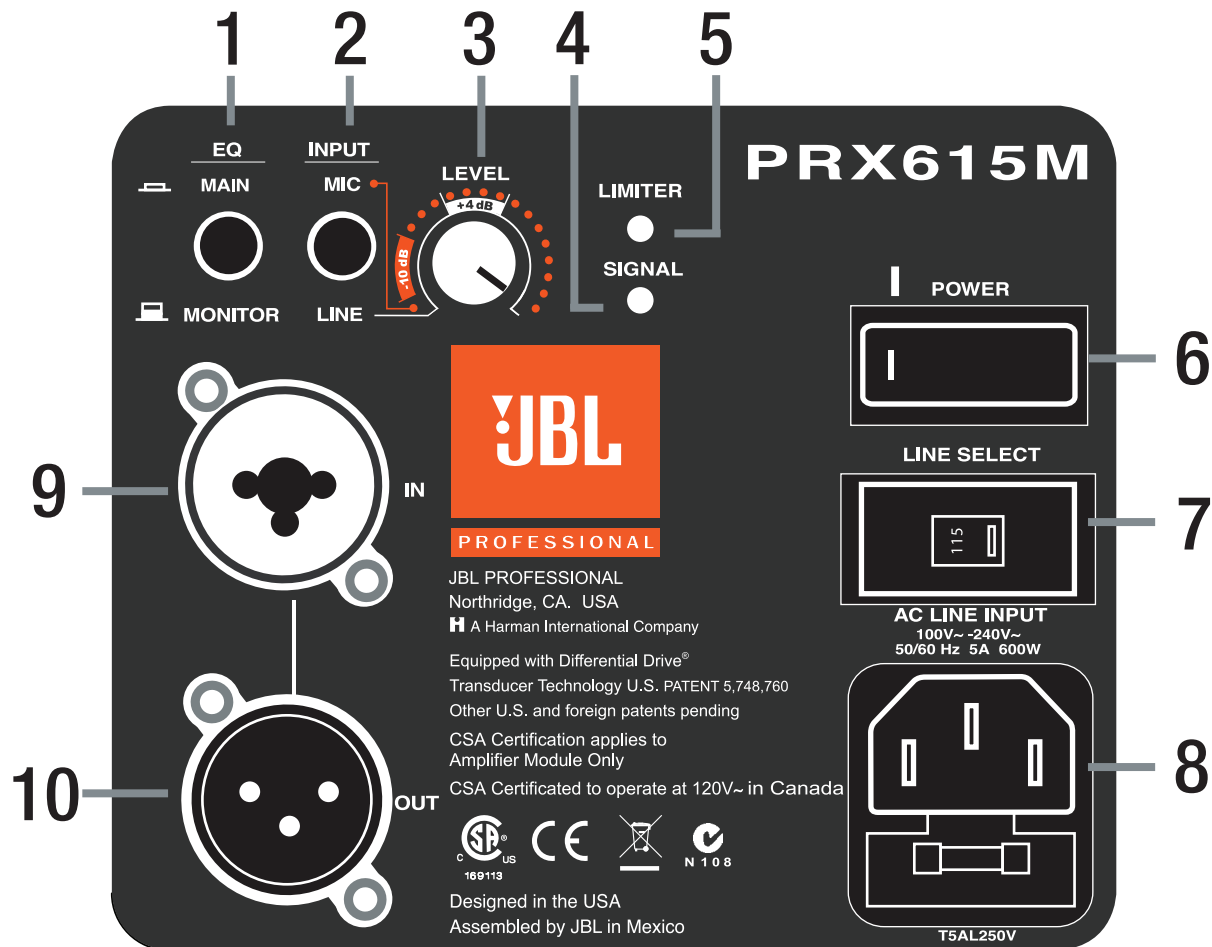 1
2
3
4
5
EQ
MAIN
MONITOR
INPUT
MIC
LINE
LEVEL
+4 dB
-10 dB
LIMITER
SIGNAL
PRX615M
POWER
6
LINE SELECT
115
7
AC LINE INPUT
100V~ -240V~
50/60 Hz 5A 600W
8
T5AL250V
9
IN
10
OUT
JBL
PROFESSIONAL
JBL PROFESSIONAL
Northridge, CA. USA
H A Harman International Company
Equipped with Differential Drive®
Transducer Technology U.S. PATENT 5,748,760
Other U.S. and foreign patents pending
CSA Certification applies to
Amplifier Module Only
CSA Certificated to operate at 120V~ in Canada
C SA ® US
169113
CE
N 108
Designed in the USA
Assembled by JBL in Mexico